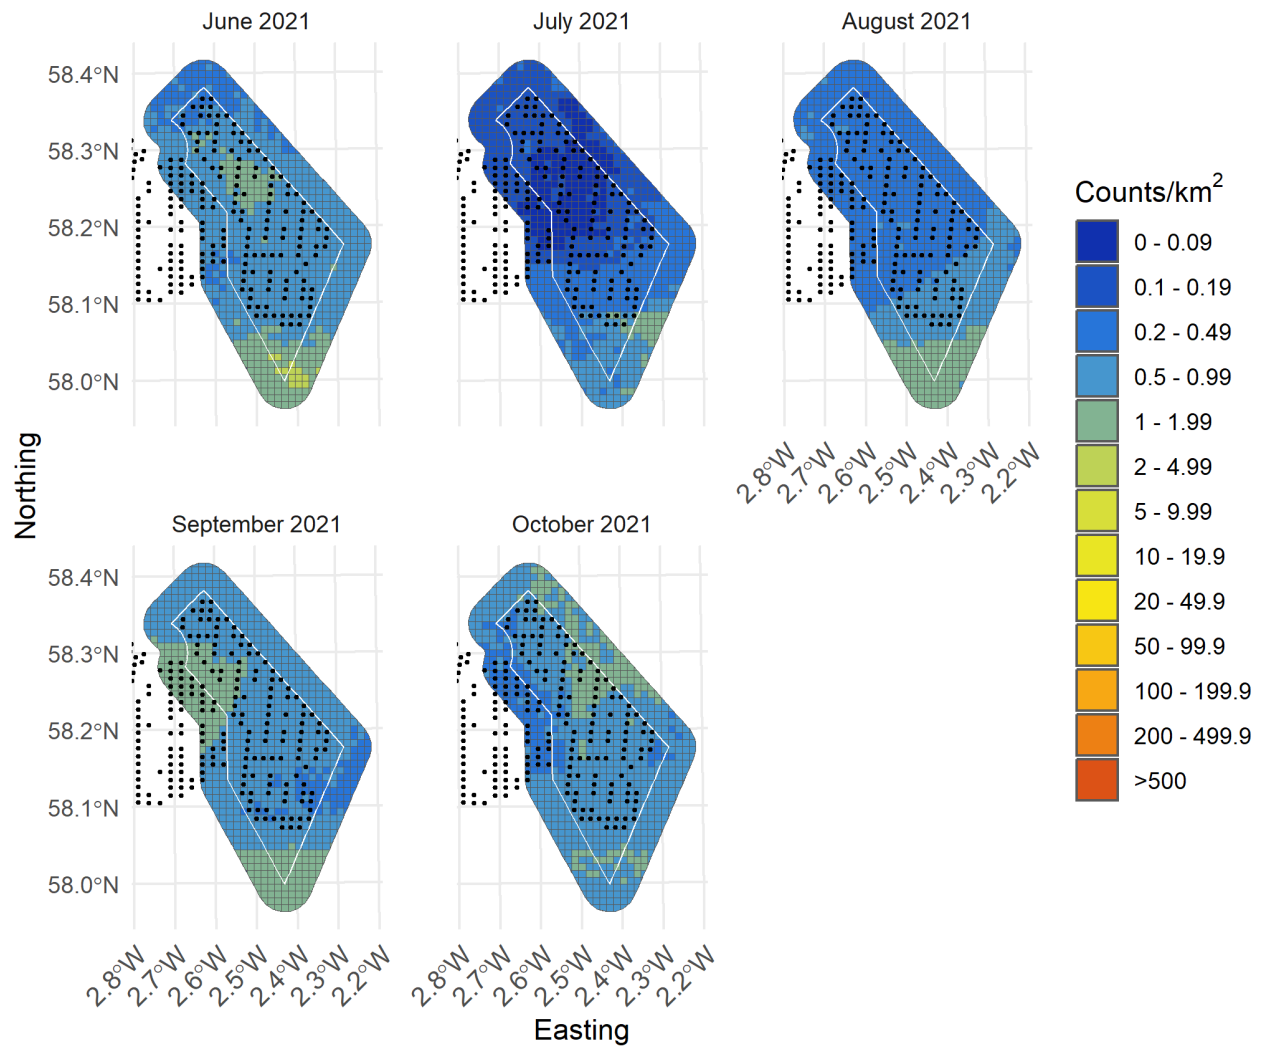 June 2021
July 2021
August 2021
58.4°N
58.3°N
58.2°N
58.1°N
58.0°N
2.8°W
2.7°W
2.6°W
2.5°W
2.4°W
2.3°W
2.2°W
September 2021
October 2021
58.4°N
58.3°N
58.2°N
58.1°N
58.0°N
2.8°W
2.7°W
2.6°W
2.5°W
2.4°W
2.3°W
2.2°W
2.8°W
2.7°W
2.6°W
2.5°W
2.4°W
2.3°W
2.2°W
Northing
Easting
Counts/km²
0 - 0.09
0.1 - 0.19
0.2 - 0.49
0.5 - 0.99
1 - 1.99
2 - 4.99
5 - 9.99
10 - 19.9
20 - 49.9
50 - 99.9
100 - 199.9
200 - 499.9
>500